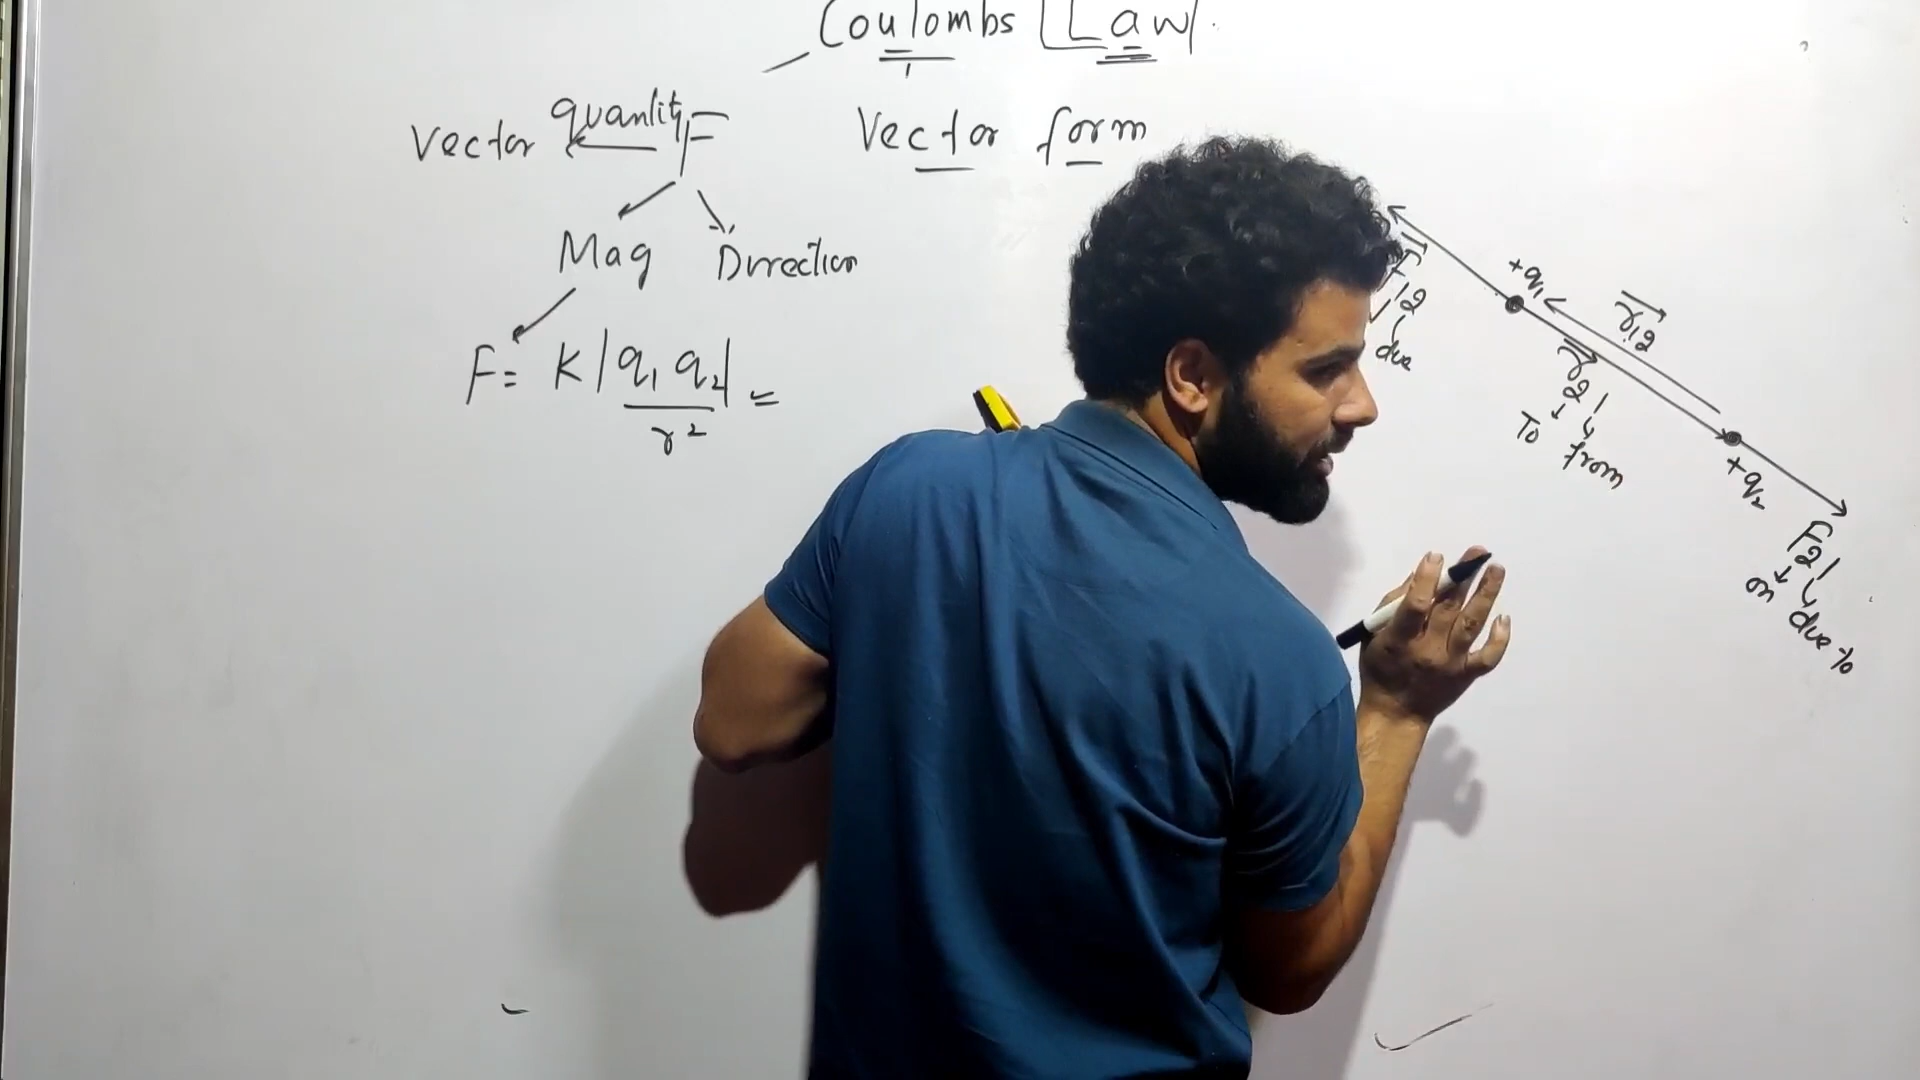 Coulombs Law
Vector quantity F
Vector form
Mag Direction
F = K |q₁ q₂| =
r²
F12
due
+q₁
r12
r21
To from
+q₂
F21
on due to